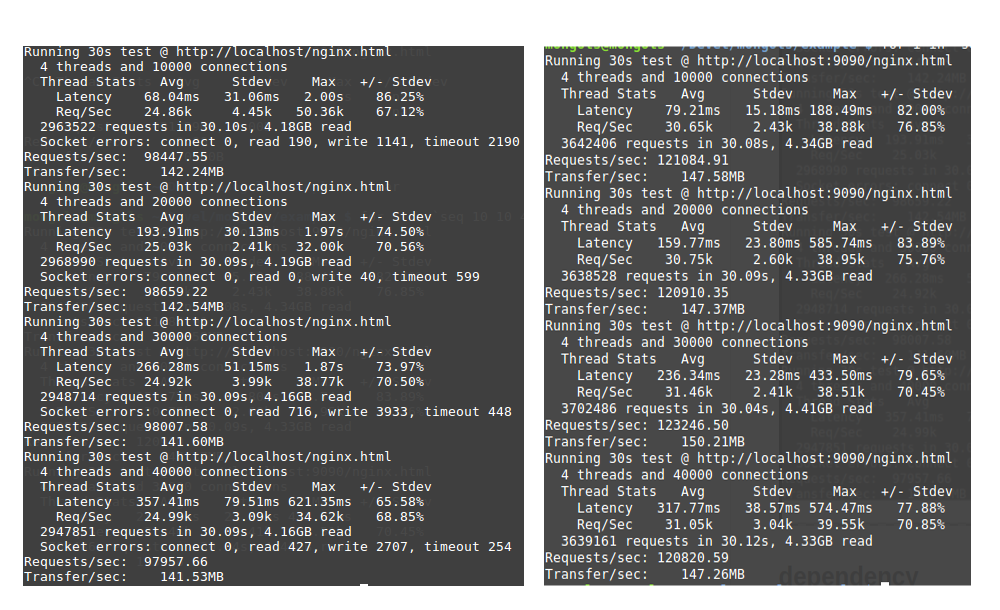 Running 30s test @ http://localhost/nginx.html
4 threads and 10000 connections
Thread Stats Avg Stdev Max +/- Stdev
Latency 68.04ms 31.06ms 2.00s 86.25%
Req/Sec 24.86k 4.45k 50.36k 67.12%
2963522 requests in 30.10s, 4.18GB read
Socket errors: connect 0, read 190, write 1141, timeout 2190
Requests/sec: 98447.55
Transfer/sec: 142.24MB
Running 30s test @ http://localhost/nginx.html
4 threads and 20000 connections
Thread Stats Avg Stdev Max +/- Stdev
Latency 193.91ms 30.13ms 1.97s 74.50%
Req/Sec 25.03k 2.41k 32.00k 70.56%
2968990 requests in 30.09s, 4.19GB read
Socket errors: connect 0, read 0, write 40, timeout 599
Requests/sec: 98659.22
Transfer/sec: 142.54MB
Running 30s test @ http://localhost/nginx.html
4 threads and 30000 connections
Thread Stats Avg Stdev Max +/- Stdev
Latency 266.28ms 51.15ms 1.87s 73.97%
Req/Sec 24.92k 3.99k 38.77k 70.50%
2948714 requests in 30.09s, 4.16GB read
Socket errors: connect 0, read 716, write 3933, timeout 448
Requests/sec: 98007.58
Transfer/sec: 141.60MB
Running 30s test @ http://localhost/nginx.html
4 threads and 40000 connections
Thread Stats Avg Stdev Max +/- Stdev
Latency 357.41ms 79.51ms 621.35ms 65.58%
Req/Sec 24.99k 3.09k 34.62k 68.85%
2947851 requests in 30.09s, 4.16GB read
Socket errors: connect 0, read 427, write 2707, timeout 254
Requests/sec: 97957.66
Transfer/sec: 141.53MB
Running 30s test @ http://localhost:9090/nginx.html
4 threads and 10000 connections
Thread Stats Avg Stdev Max +/- Stdev
Latency 79.21ms 15.18ms 188.49ms 82.00%
Req/Sec 30.65k 2.43k 38.88k 76.85%
3642406 requests in 30.08s, 4.34GB read
Requests/sec: 121084.91
Transfer/sec: 147.58MB
Running 30s test @ http://localhost:9090/nginx.html
4 threads and 20000 connections
Thread Stats Avg Stdev Max +/- Stdev
Latency 159.77ms 23.80ms 585.74ms 83.89%
Req/Sec 30.75k 2.60k 38.95k 75.76%
3638528 requests in 30.09s, 4.33GB read
Requests/sec: 120910.35
Transfer/sec: 147.37MB
Running 30s test @ http://localhost:9090/nginx.html
4 threads and 30000 connections
Thread Stats Avg Stdev Max +/- Stdev
Latency 236.34ms 23.28ms 433.50ms 79.65%
Req/Sec 31.46k 2.41k 38.51k 70.45%
3702486 requests in 30.04s, 4.41GB read
Requests/sec: 123246.50
Transfer/sec: 150.21MB
Running 30s test @ http://localhost:9090/nginx.html
4 threads and 40000 connections
Thread Stats Avg Stdev Max +/- Stdev
Latency 317.77ms 38.57ms 574.47ms 77.88%
Req/Sec 31.05k 3.04k 39.55k 70.85%
3639161 requests in 30.12s, 4.33GB read
Requests/sec: 120820.59
Transfer/sec: 147.26MB
dependency